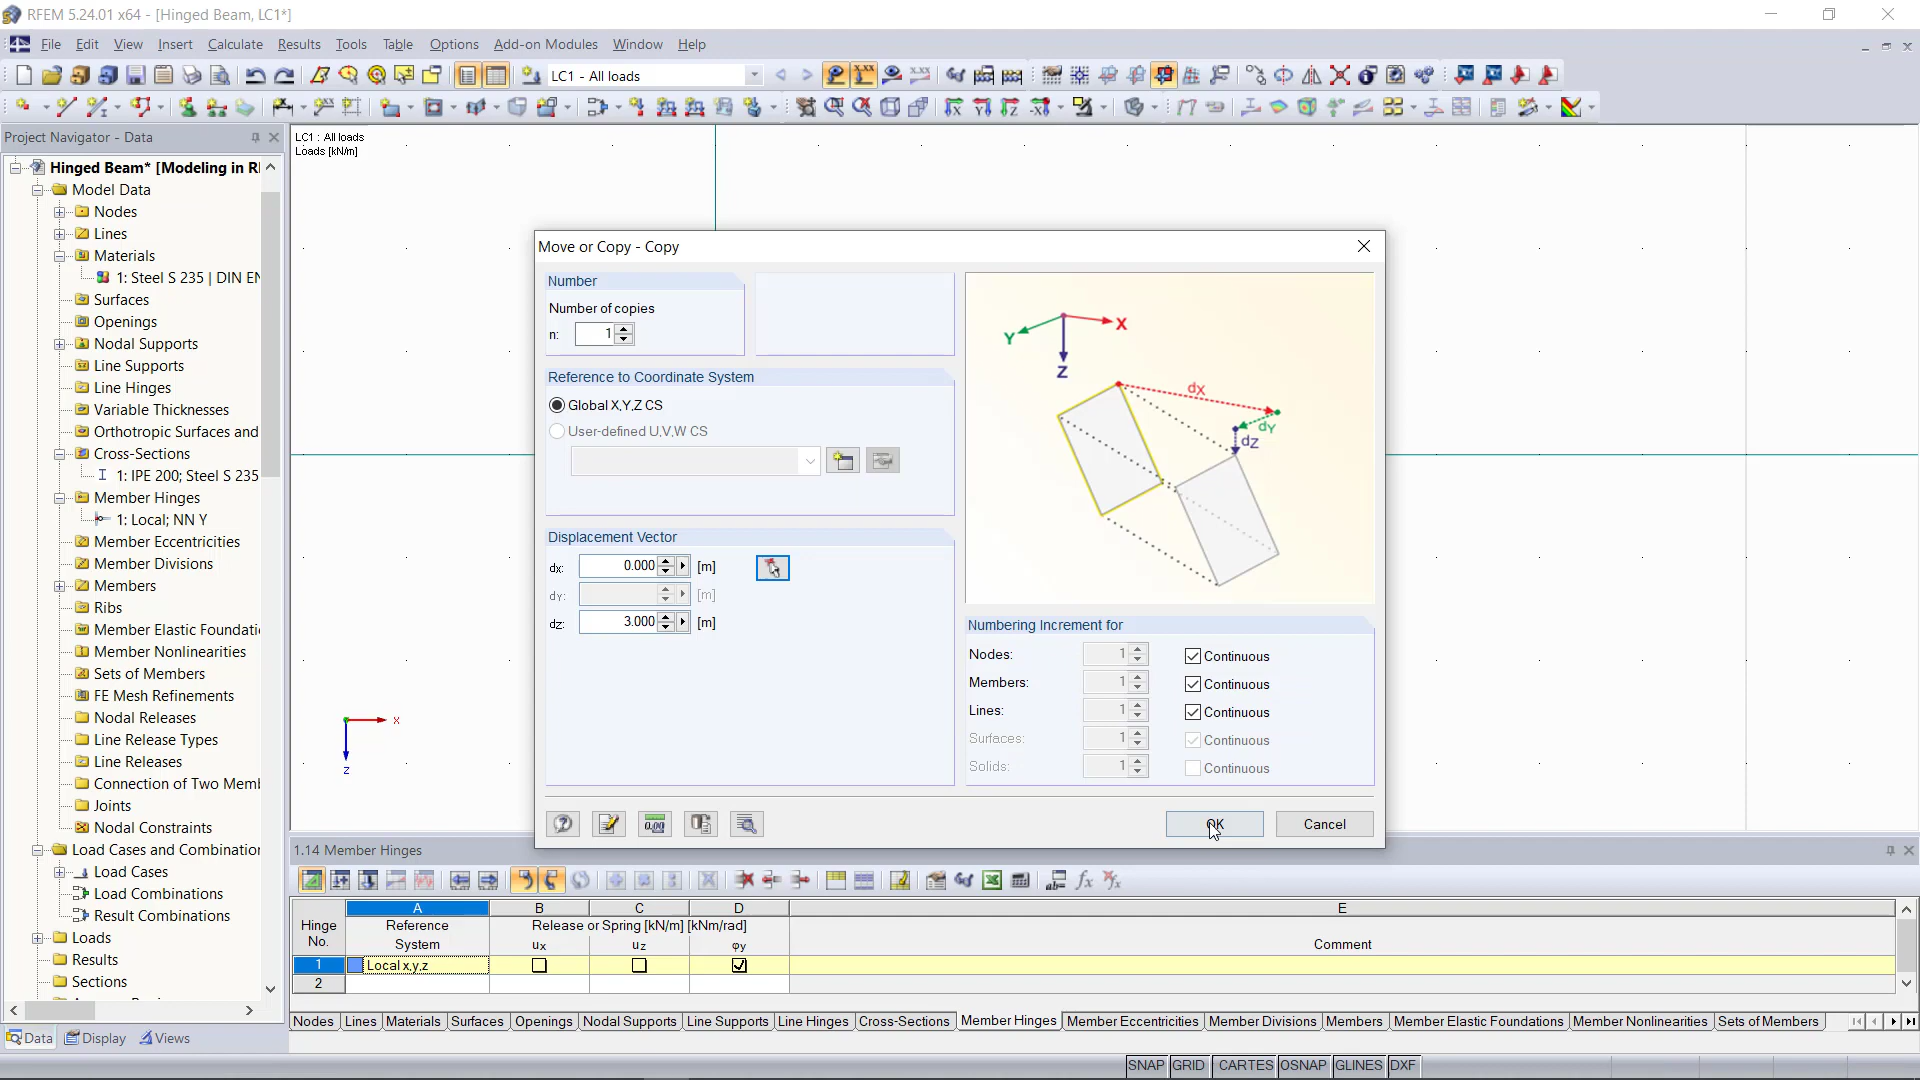 RFEM 5.24.01 x64 - [Hinged Beam, LC1*]
File Edit View Insert Calculate Results Tools Table Options Add-on Modules Window Help
LC1 - All loads
Project Navigator - Data
Hinged Beam* [Modeling in RI
Model Data
Nodes
Lines
Materials
1: Steel S 235 | DIN EN
Surfaces
Openings
Nodal Supports
Line Supports
Line Hinges
Variable Thicknesses
Orthotropic Surfaces and
Cross-Sections
1: IPE 200; Steel S 235
Member Hinges
1: Local; NN Y
Member Eccentricities
Member Divisions
Members
Ribs
Member Elastic Foundati
Member Nonlinearities
Sets of Members
FE Mesh Refinements
Nodal Releases
Line Release Types
Line Releases
Connection of Two Meml
Joints
Nodal Constraints
Load Cases and Combination
Load Cases
Load Combinations
Result Combinations
Loads
Results
Sections
Data Display Views
LC1 : All loads
Loads [kN/m]
x
z
Move or Copy - Copy
Number
Number of copies
n: 1
Reference to Coordinate System
Global X,Y,Z CS
User-defined U,V,W CS
Displacement Vector
dx: 0.000 [m]
dy: [m]
dz: 3.000 [m]
X
Y
Z
dX
dY
dZ
Numbering Increment for
Nodes: 1 Continuous
Members: 1 Continuous
Lines: 1 Continuous
Surfaces: 1 Continuous
Solids: 1 Continuous
OK Cancel
1.14 Member Hinges
A B C D E
Hinge Reference Release or Spring [kN/m] [kNm/rad]
No. System ux uz φy Comment
1 Local x,y,z
2
Nodes Lines Materials Surfaces Openings Nodal Supports Line Supports Line Hinges Cross-Sections Member Hinges Member Eccentricities Member Divisions Members Member Elastic Foundations Member Nonlinearities Sets of Members
SNAP GRID CARTES OSNAP GLINES DXF